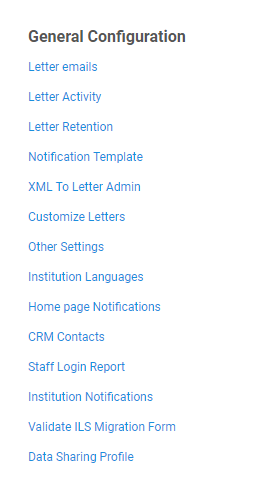 General Configuration
Letter emails
Letter Activity
Letter Retention
Notification Template
XML To Letter Admin
Customize Letters
Other Settings
Institution Languages
Home page Notifications
CRM Contacts
Staff Login Report
Institution Notifications
Validate ILS Migration Form
Data Sharing Profile